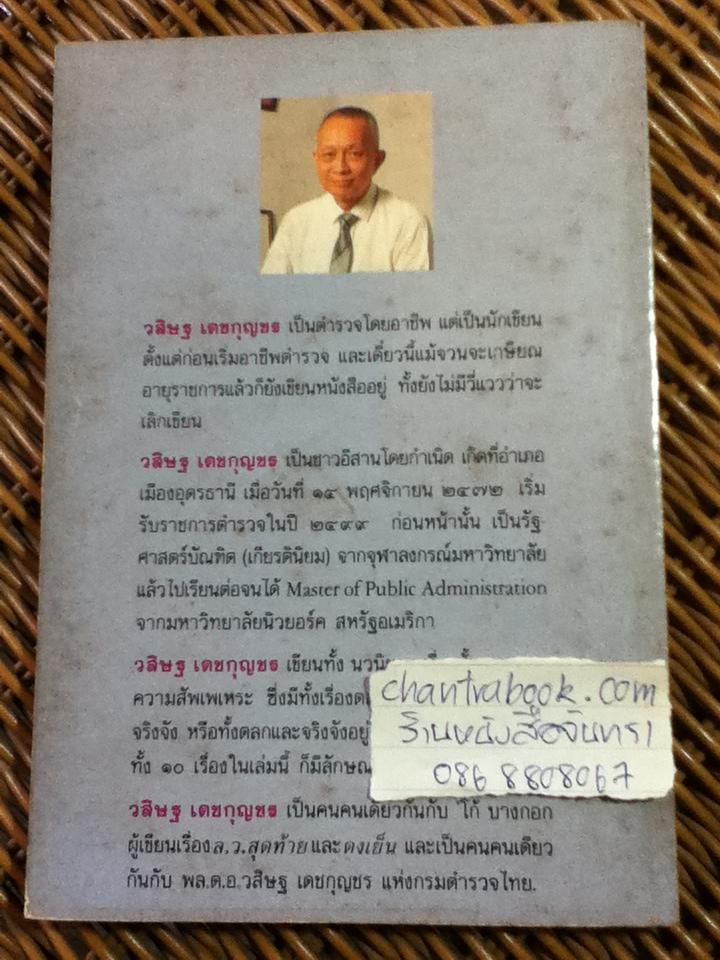 วสิษฐ เดชกุญชร เป็นตำรวจโดยอาชีพ แต่เป็นนักเขียน
ตั้งแต่ก่อนเริ่มอาชีพตำรวจ และเดี๋ยวนี้แม้จวนจะเกษียณ
อายุราชการแล้วก็ยังเขียนหนังสืออยู่ ทั้งยังไม่มีวี่แววว่าจะ
เลิกเขียน
วสิษฐ เดชกุญชร เป็นชาวอีสานโดยกำเนิด เกิดที่อำเภอ
เมืองอุดรธานี เมื่อวันที่ ๑๔ พฤศจิกายน ๒๔๗๒ เริ่ม
รับราชการตำรวจในปี ๒๔๙๙ ก่อนหน้านั้น เป็นรัฐ-
ศาสตร์บัณฑิต (เกียรตินิยม) จากจุฬาลงกรณ์มหาวิทยาลัย
แล้วไปเรียนต่อจนได้ Master of Public Administration
จากมหาวิทยาลัยนิวยอร์ค สหรัฐอเมริกา
วสิษฐ เดชกุญชร เขียนทั้ง
ความสัพเพเหระ ซึ่งมีทั้งเรื่อง
จริงจัง หรือทั้งตลกและจริงจังอยู่
ทั้ง ๑๐ เรื่องในเล่มนี้ ก็มีลักษณ
chantrabook.com
ร้านหนังสือจันทรา
086 8808067
วสิษฐ เดชกุญชร เป็นคนคนเดียวกันกับ โก้ บางกอก
ผู้เขียนเรื่องล.ว.สุดท้ายและดงเย็น และเป็นคนคนเดียว
กันกับ พล.ต.อ.วสิษฐ เดชกุญชร แห่งกรมตำรวจไทย.